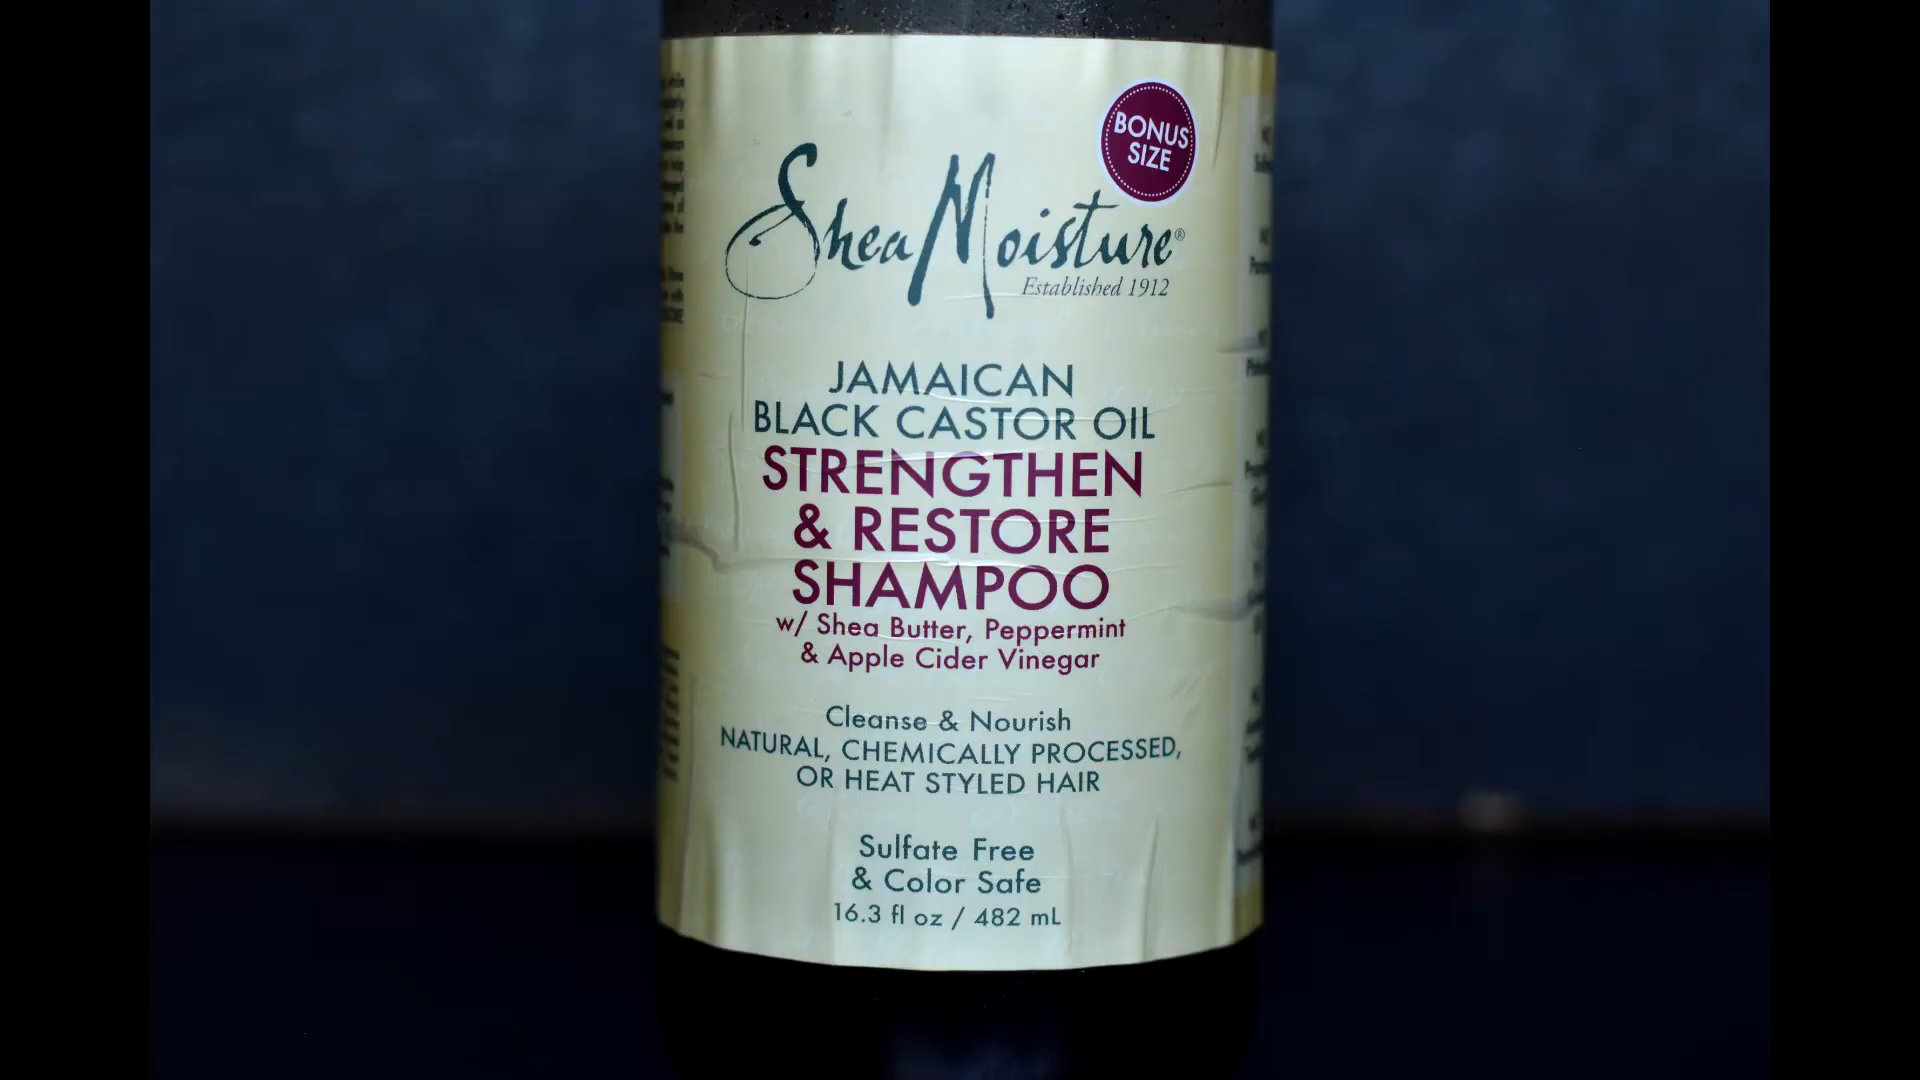 BONUS
SIZE
SheaMoisture®
Established 1912
JAMAICAN
BLACK CASTOR OIL
STRENGTHEN
& RESTORE
SHAMPOO
w/ Shea Butter, Peppermint
& Apple Cider Vinegar
Cleanse & Nourish
NATURAL, CHEMICALLY PROCESSED,
OR HEAT STYLED HAIR
Sulfate Free
& Color Safe
16.3 fl oz / 482 mL